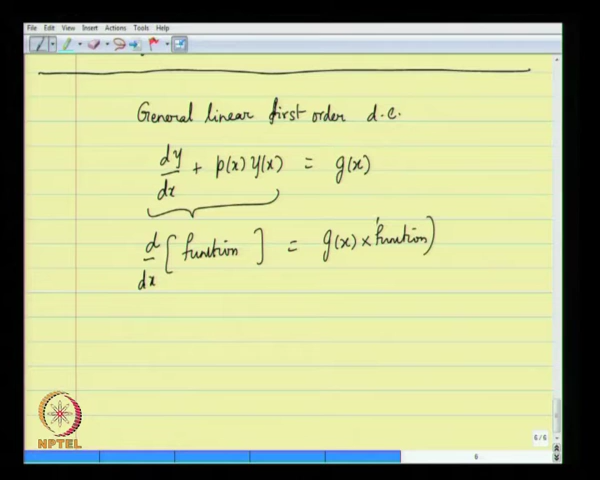 File Edit View Insert Actions Tools Help
General linear first order d.e.
dy/dx + p(x) y(x) = g(x)
d/dx [ function ] = g(x) × 'function)
NPTEL
6/6
6